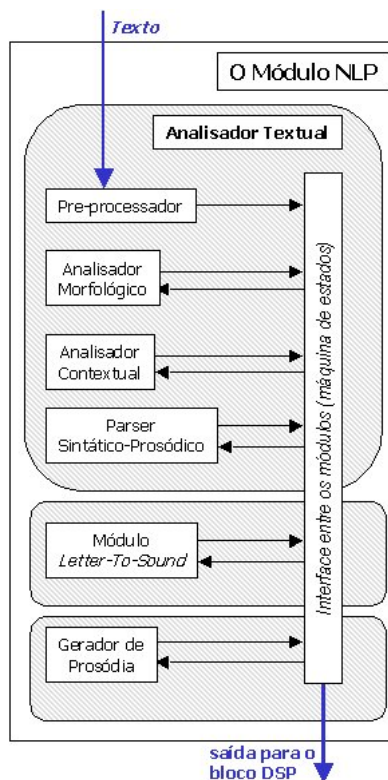 Texto
O Módulo NLP
Analisador Textual
Pre-processador
Analisador
Morfológico
Analisador
Contextual
Parser
Sintático-Prosódico
Módulo
Letter-To-Sound
Gerador de
Prosódia
Interface entre os módulos (máquina de estados)
saída para o
bloco DSP